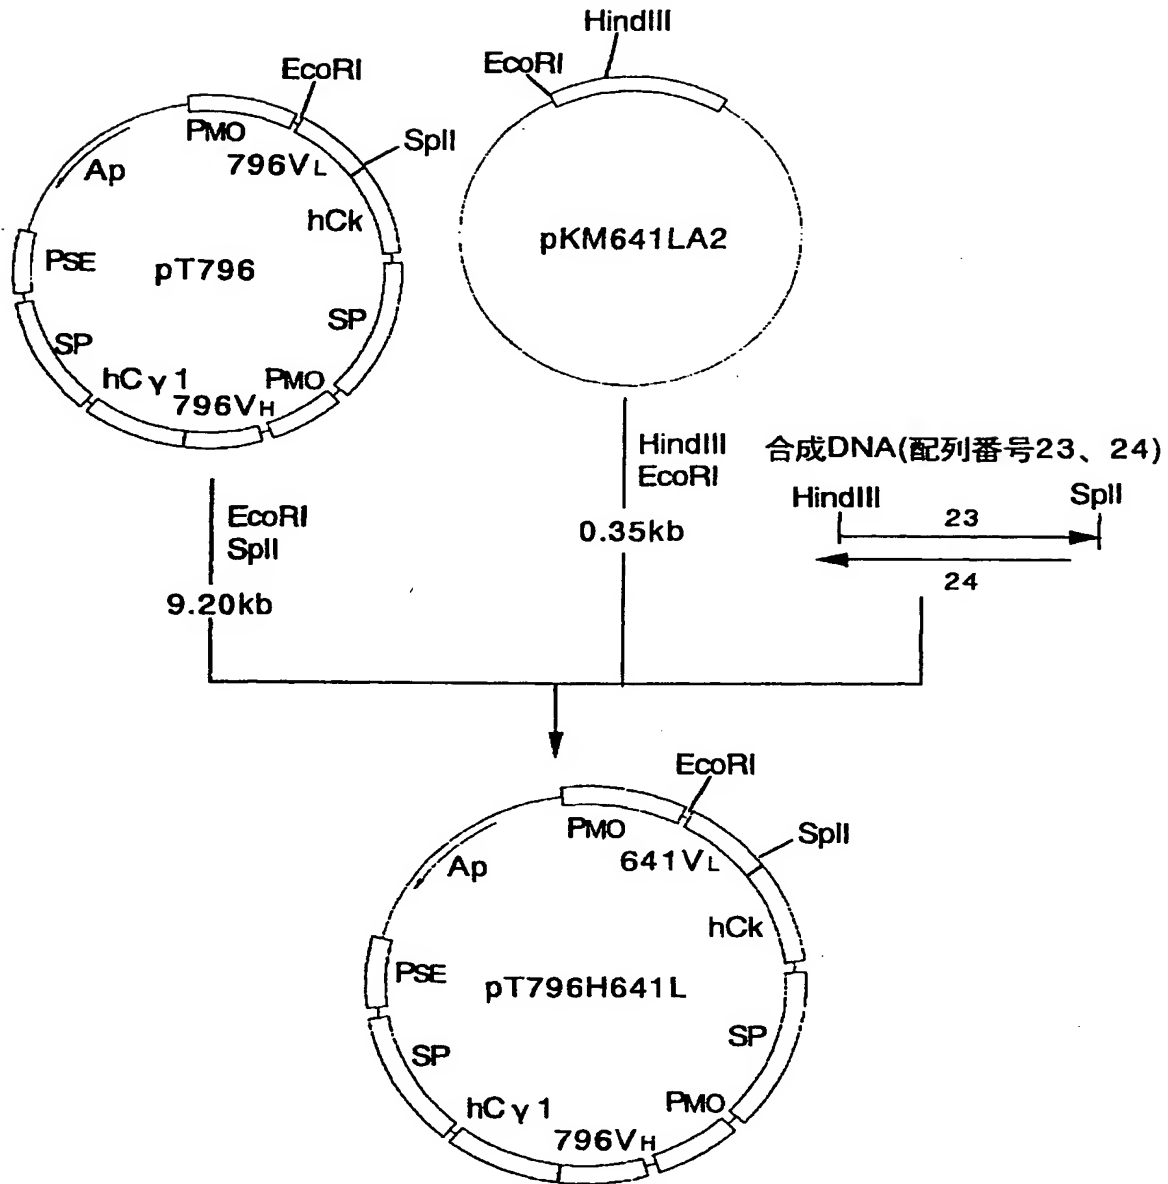 EcoRI
PMO
SplI
796VL
Ap
hCk
PSE
pT796
SP
SP
hCγ1
PMO
796VH
EcoRI
SplI
9.20kb
HindIII
EcoRI
pKM641LA2
HindIII
EcoRI
0.35kb
合成DNA(配列番号23、24)
HindIII
SplI
23
24
EcoRI
PMO
SplI
641VL
Ap
hCk
PSE
pT796H641L
SP
SP
hCγ1
PMO
796VH